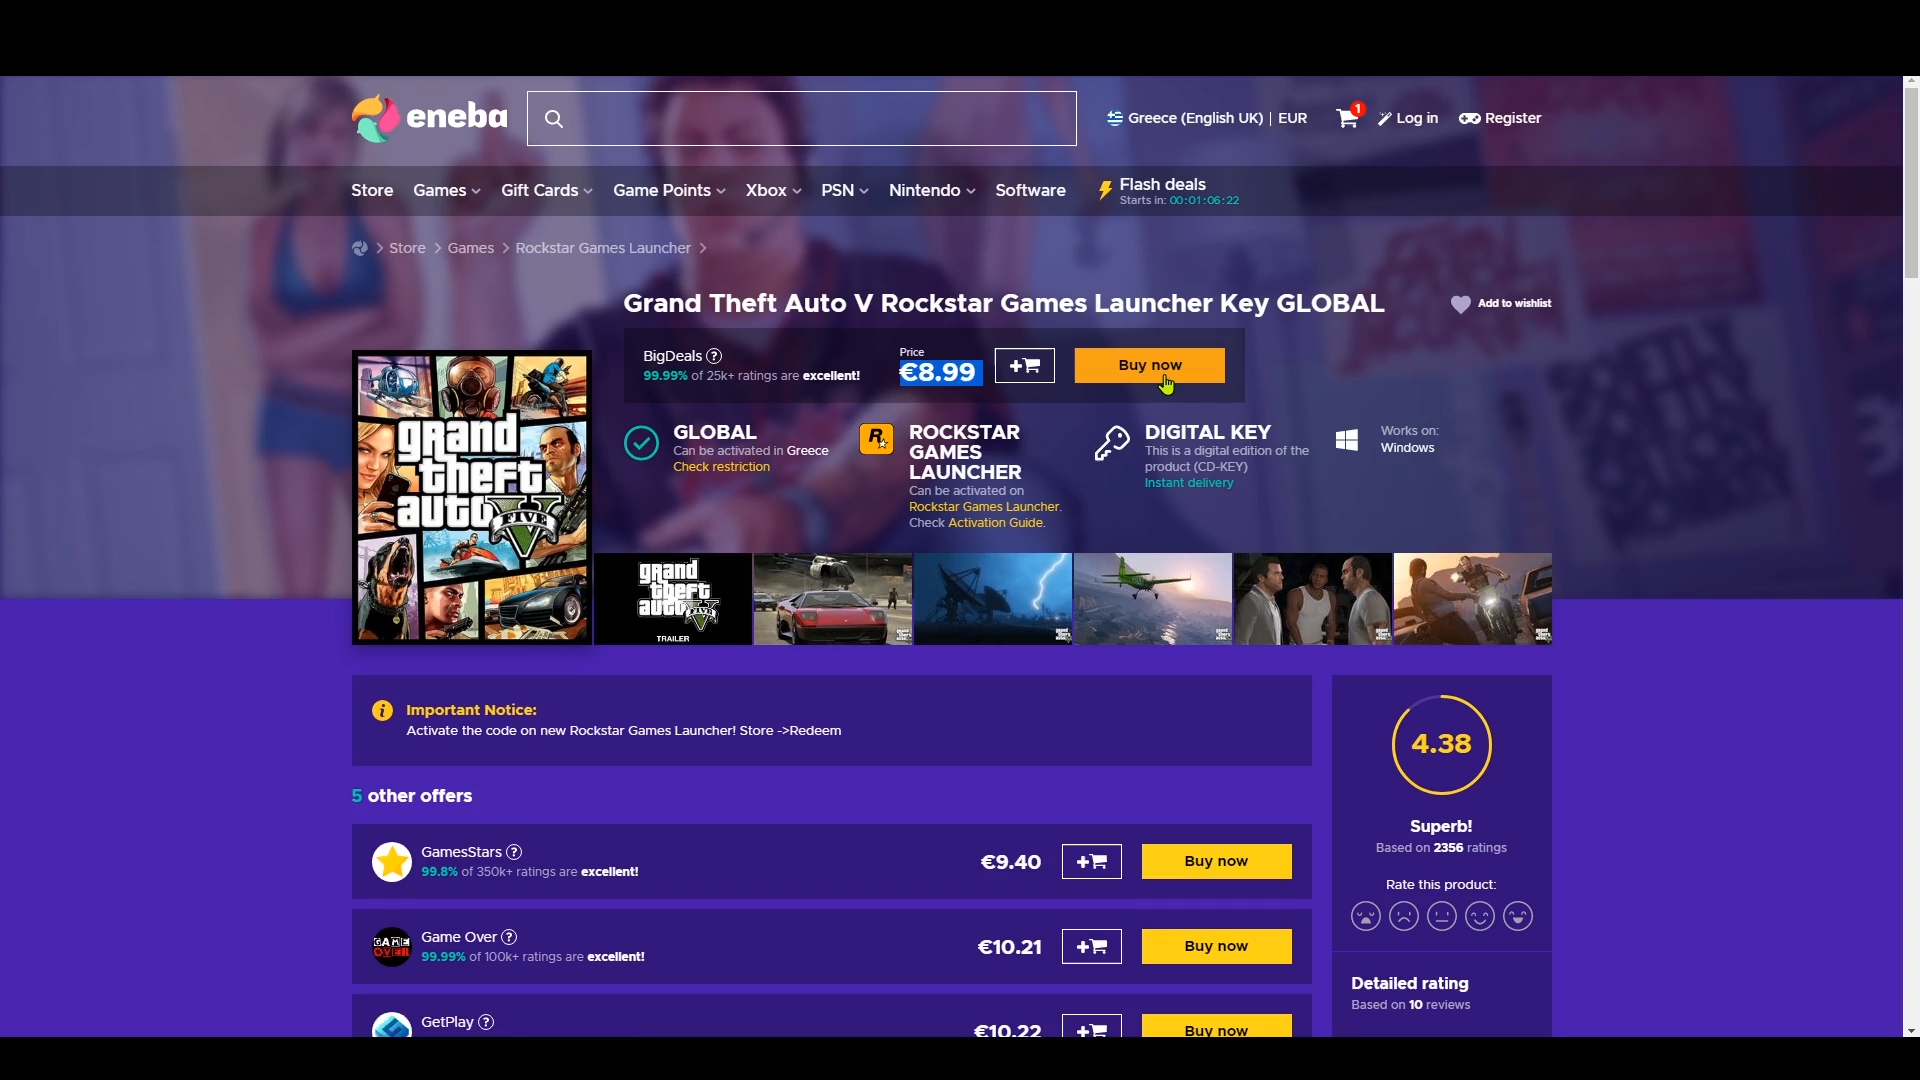 eneba
Greece (English UK) | EUR
1
Log in
Register
Store
Games
Gift Cards
Game Points
Xbox
PSN
Nintendo
Software
Flash deals
Starts in: 00:01:06:22
Store
Games
Rockstar Games Launcher
Grand Theft Auto V Rockstar Games Launcher Key GLOBAL
Add to wishlist
BigDeals ?
99.99% of 25k+ ratings are excellent!
Price
€8.99
+
Buy now
grand
theft
auto
V
FIVE
GLOBAL
Can be activated in Greece
Check restriction
R
ROCKSTAR
GAMES
LAUNCHER
Can be activated on
Rockstar Games Launcher.
Check Activation Guide.
DIGITAL KEY
This is a digital edition of the
product (CD-KEY)
Instant delivery
Works on:
Windows
grand
theft
auto
V
FIVE
TRAILER
i
Important Notice:
Activate the code on new Rockstar Games Launcher! Store ->Redeem
5 other offers
GamesStars ?
99.8% of 350k+ ratings are excellent!
€9.40
+
Buy now
GAME
OVER
Game Over ?
99.99% of 100k+ ratings are excellent!
€10.21
+
Buy now
GetPlay ?
€10.22
+
Buy now
4.38
Superb!
Based on 2356 ratings
Rate this product:
Detailed rating
Based on 10 reviews